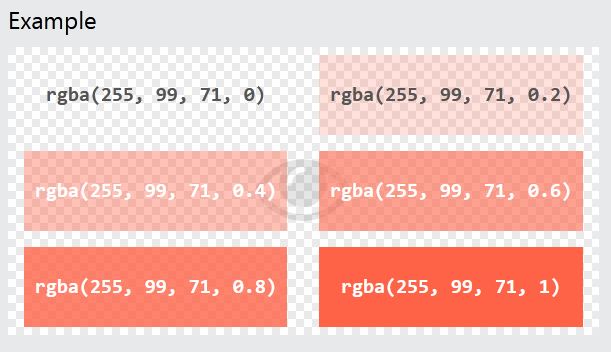 Example
rgba(255, 99, 71, 0)
rgba(255, 99, 71, 0.2)
rgba(255, 99, 71, 0.4)
rgba(255, 99, 71, 0.6)
rgba(255, 99, 71, 0.8)
rgba(255, 99, 71, 1)